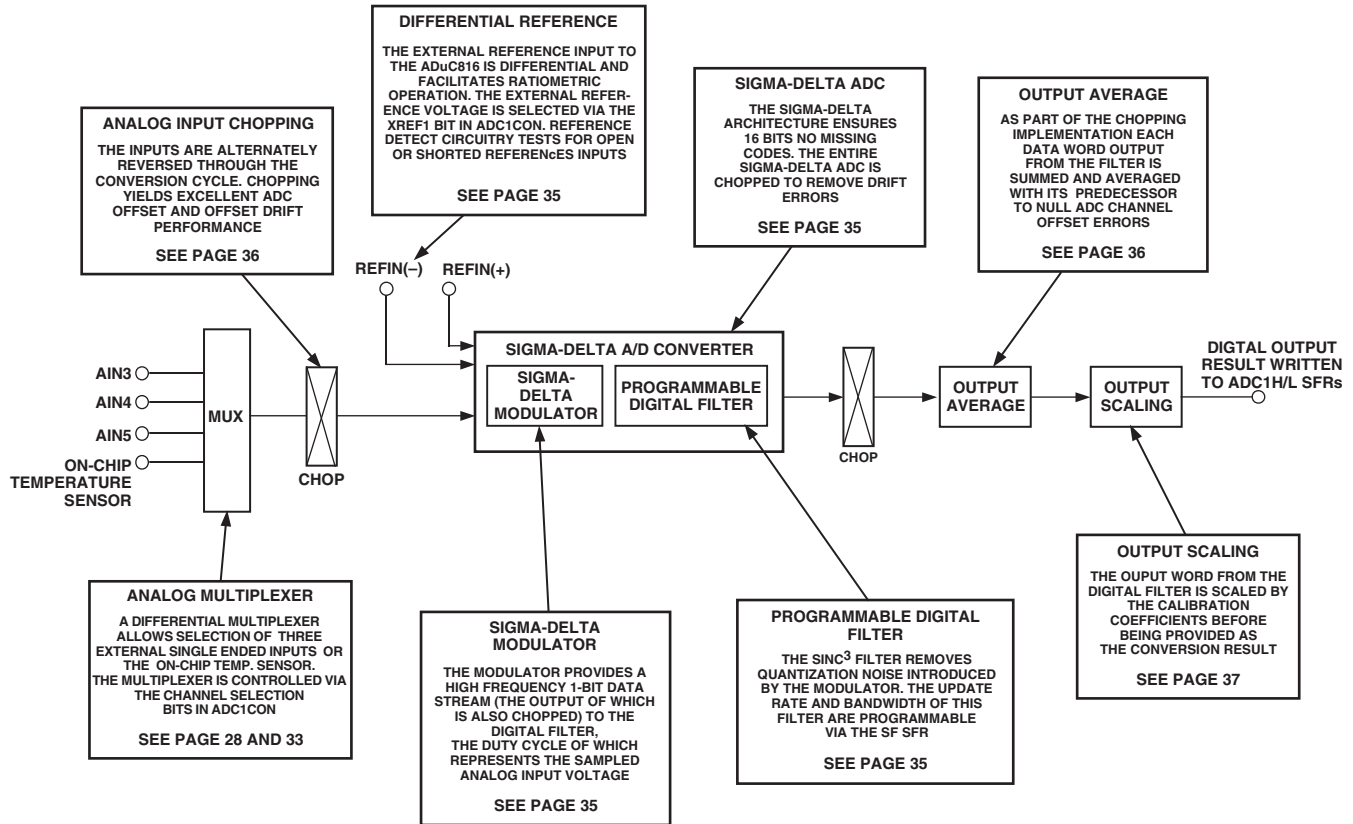 DIFFERENTIAL REFERENCE
THE EXTERNAL REFERENCE INPUT TO
THE ADuC816 IS DIFFERENTIAL AND
FACILITATES RATIOMETRIC
OPERATION. THE EXTERNAL REFER-
ENCE VOLTAGE IS SELECTED VIA THE
XREF1 BIT IN ADC1CON. REFERENCE
DETECT CIRCUITRY TESTS FOR OPEN
OR SHORTED REFERENcES INPUTS
SEE PAGE 35
SIGMA-DELTA ADC
THE SIGMA-DELTA
ARCHITECTURE ENSURES
16 BITS NO MISSING
CODES. THE ENTIRE
SIGMA-DELTA ADC IS
CHOPPED TO REMOVE DRIFT
ERRORS
SEE PAGE 35
OUTPUT AVERAGE
AS PART OF THE CHOPPING
IMPLEMENTATION EACH
DATA WORD OUTPUT
FROM THE FILTER IS
SUMMED AND AVERAGED
WITH ITS PREDECESSOR
TO NULL ADC CHANNEL
OFFSET ERRORS
SEE PAGE 36
ANALOG INPUT CHOPPING
THE INPUTS ARE ALTERNATELY
REVERSED THROUGH THE
CONVERSION CYCLE. CHOPPING
YIELDS EXCELLENT ADC
OFFSET AND OFFSET DRIFT
PERFORMANCE
SEE PAGE 36
REFIN(–) REFIN(+)
AIN3
AIN4
AIN5
ON-CHIP
TEMPERATURE
SENSOR
MUX
CHOP
SIGMA-DELTA A/D CONVERTER
SIGMA-
DELTA
MODULATOR
PROGRAMMABLE
DIGITAL FILTER
CHOP
OUTPUT
AVERAGE
OUTPUT
SCALING
DIGTAL OUTPUT
RESULT WRITTEN
TO ADC1H/L SFRs
ANALOG MULTIPLEXER
A DIFFERENTIAL MULTIPLEXER
ALLOWS SELECTION OF THREE
EXTERNAL SINGLE ENDED INPUTS OR
THE ON-CHIP TEMP. SENSOR.
THE MULTIPLEXER IS CONTROLLED VIA
THE CHANNEL SELECTION
BITS IN ADC1CON
SEE PAGE 28 AND 33
SIGMA-DELTA
MODULATOR
THE MODULATOR PROVIDES A
HIGH FREQUENCY 1-BIT DATA
STREAM (THE OUTPUT OF WHICH
IS ALSO CHOPPED) TO THE
DIGITAL FILTER,
THE DUTY CYCLE OF WHICH
REPRESENTS THE SAMPLED
ANALOG INPUT VOLTAGE
SEE PAGE 35
PROGRAMMABLE DIGITAL
FILTER
THE SINC³ FILTER REMOVES
QUANTIZATION NOISE INTRODUCED
BY THE MODULATOR. THE UPDATE
RATE AND BANDWIDTH OF THIS
FILTER ARE PROGRAMMABLE
VIA THE SF SFR
SEE PAGE 35
OUTPUT SCALING
THE OUPUT WORD FROM THE
DIGITAL FILTER IS SCALED BY
THE CALIBRATION
COEFFICIENTS BEFORE
BEING PROVIDED AS
THE CONVERSION RESULT
SEE PAGE 37